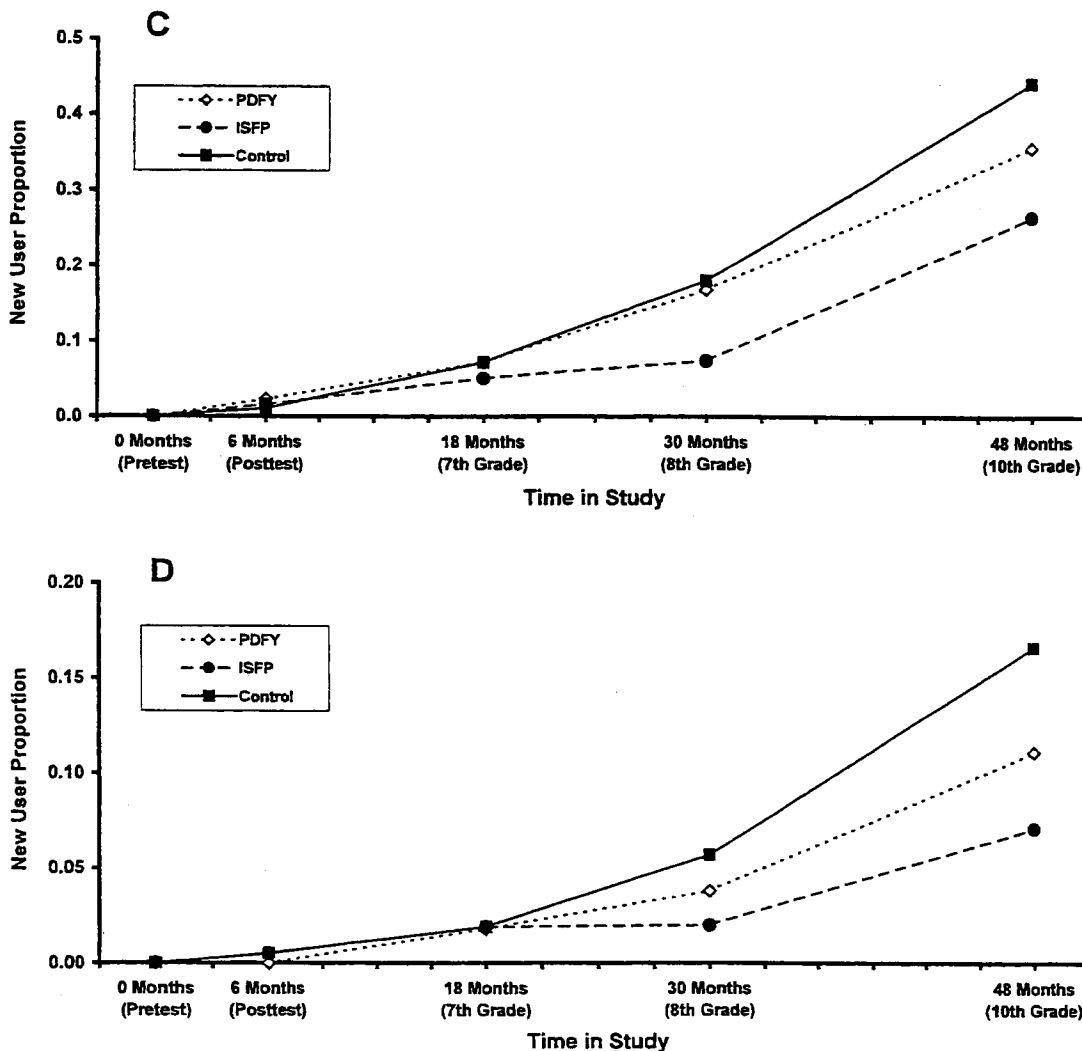 C
0.5
0.4
0.3
0.2
0.1
0.0
New User Proportion
PDFY
ISFP
Control
0 Months 6 Months 18 Months 30 Months 48 Months
(Pretest) (Posttest) (7th Grade) (8th Grade) (10th Grade)
Time in Study
D
0.20
0.15
0.10
0.05
0.00
New User Proportion
PDFY
ISFP
Control
0 Months 6 Months 18 Months 30 Months 48 Months
(Pretest) (Posttest) (7th Grade) (8th Grade) (10th Grade)
Time in Study